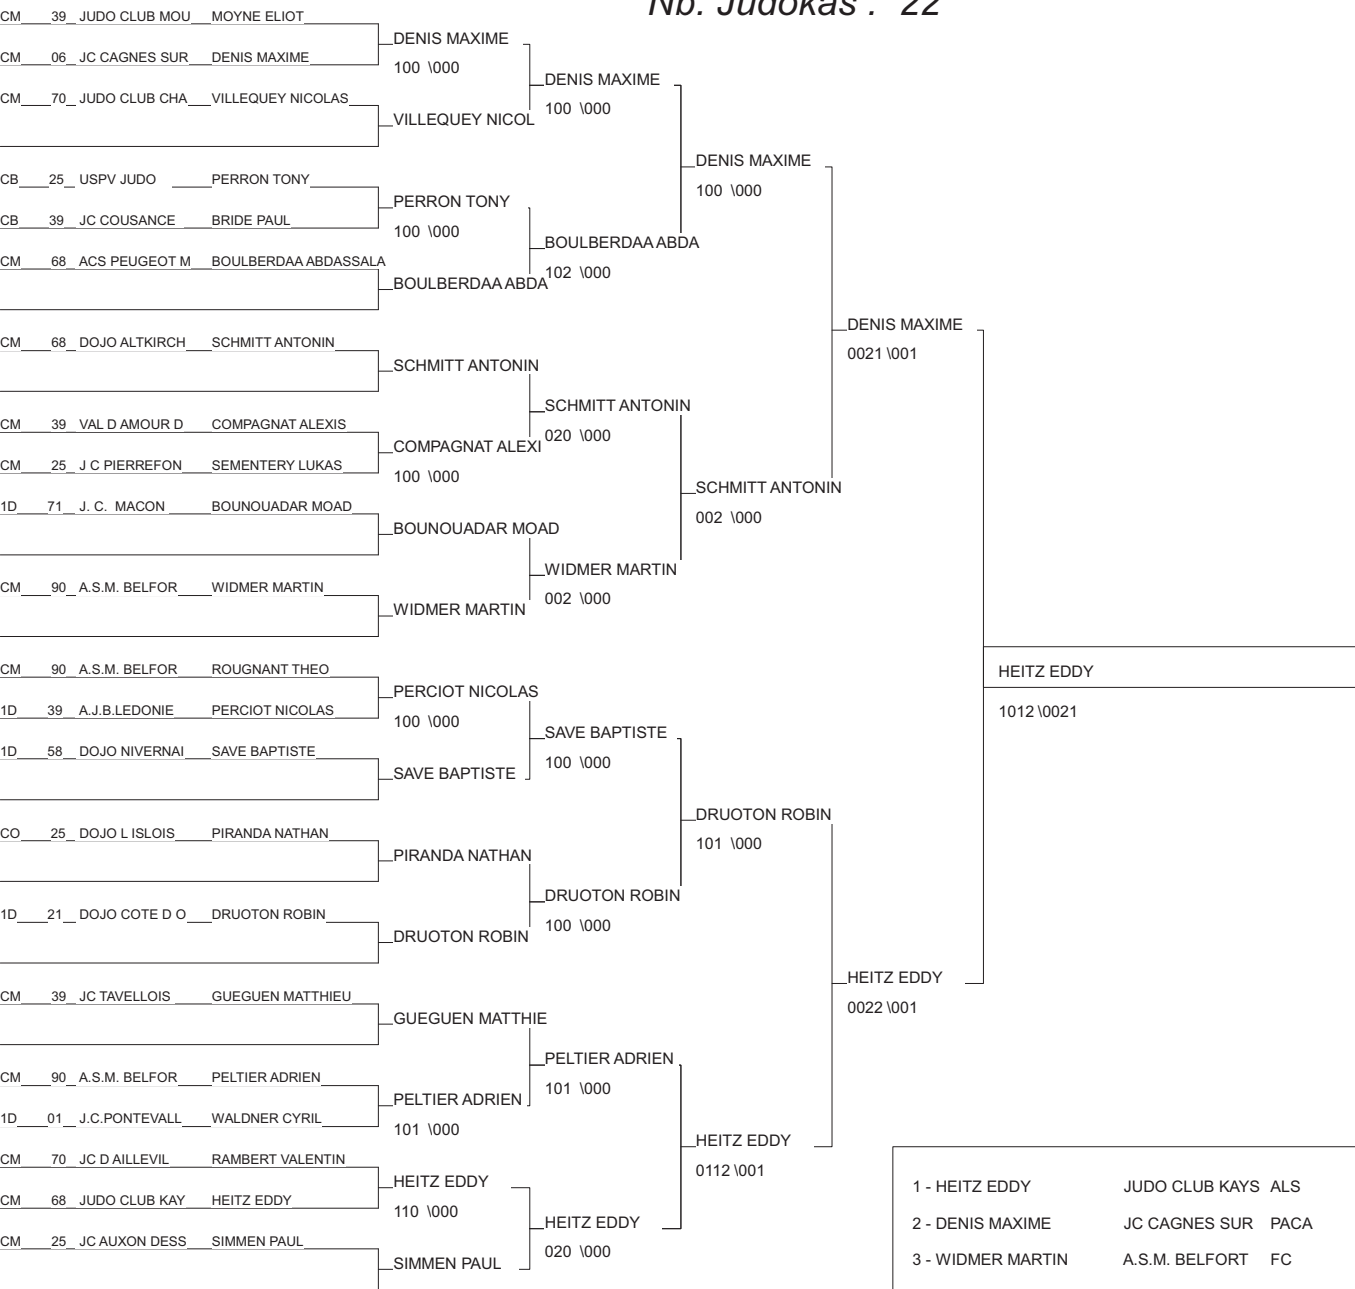 Nb. Judokas : 22
CM 39 JUDO CLUB MOU MOYNE ELIOT
DENIS MAXIME
CM 06 JC CAGNES SUR DENIS MAXIME
100 \000
DENIS MAXIME
CM 70 JUDO CLUB CHA VILLEQUEY NICOLAS
100 \000
VILLEQUEY NICOL
DENIS MAXIME
CB 25 USPV JUDO PERRON TONY
100 \000
PERRON TONY
CB 39 JC COUSANCE BRIDE PAUL
100 \000
BOULBERDAA ABDA
CM 68 ACS PEUGEOT M BOULBERDAA ABDASSALA
102 \000
BOULBERDAA ABDA
DENIS MAXIME
CM 68 DOJO ALTKIRCH SCHMITT ANTONIN
0021 \001
SCHMITT ANTONIN
SCHMITT ANTONIN
CM 39 VAL D AMOUR D COMPAGNAT ALEXIS
020 \000
COMPAGNAT ALEXI
CM 25 J C PIERREFON SEMENTERY LUKAS
100 \000
SCHMITT ANTONIN
1D 71 J. C. MACON BOUNOUADAR MOAD
002 \000
BOUNOUADAR MOAD
WIDMER MARTIN
CM 90 A.S.M. BELFOR WIDMER MARTIN
002 \000
WIDMER MARTIN
CM 90 A.S.M. BELFOR ROUGNANT THEO
HEITZ EDDY
PERCIOT NICOLAS
1D 39 A.J.B.LEDONIE PERCIOT NICOLAS
1012 \0021
100 \000
SAVE BAPTISTE
1D 58 DOJO NIVERNAI SAVE BAPTISTE
100 \000
SAVE BAPTISTE
DRUOTON ROBIN
CO 25 DOJO L ISLOIS PIRANDA NATHAN
101 \000
PIRANDA NATHAN
DRUOTON ROBIN
1D 21 DOJO COTE D O DRUOTON ROBIN
100 \000
DRUOTON ROBIN
HEITZ EDDY
CM 39 JC TAVELLOIS GUEGUEN MATTHIEU
0022 \001
GUEGUEN MATTHIE
PELTIER ADRIEN
CM 90 A.S.M. BELFOR PELTIER ADRIEN
101 \000
PELTIER ADRIEN
1D 01 J.C.PONTEVALL WALDNER CYRIL
101 \000
HEITZ EDDY
CM 70 JC D AILLEVIL RAMBERT VALENTIN
0112 \001
HEITZ EDDY
CM 68 JUDO CLUB KAY HEITZ EDDY
110 \000
HEITZ EDDY
CM 25 JC AUXON DESS SIMMEN PAUL
020 \000
SIMMEN PAUL
1 - HEITZ EDDY JUDO CLUB KAYS ALS
2 - DENIS MAXIME JC CAGNES SUR PACA
3 - WIDMER MARTIN A.S.M. BELFORT FC